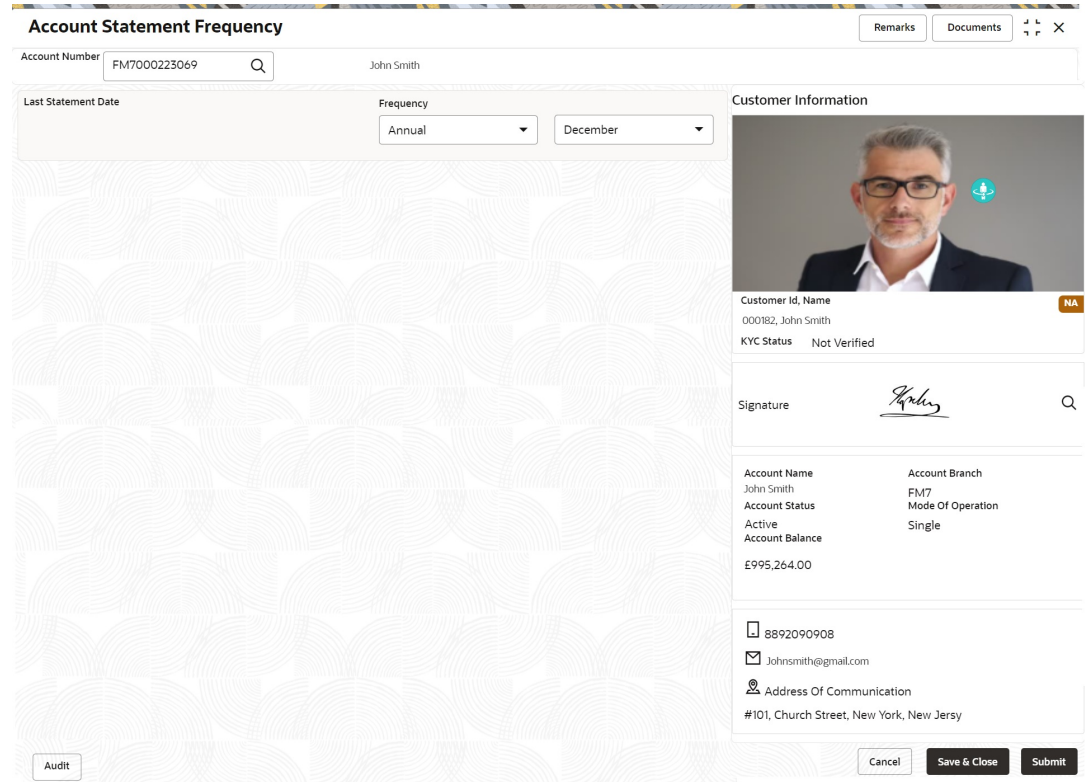 Account Statement Frequency
Remarks
Documents
Account Number
FM7000223069
John Smith
Last Statement Date
Frequency
Annual
December
Customer Information
Customer Id, Name
NA
000182, John Smith
KYC Status Not Verified
Signature
Account Name
John Smith
Account Status
Active
Account Balance
£995,264.00
Account Branch
FM7
Mode Of Operation
Single
8892090908
Johnsmith@gmail.com
Address Of Communication
#101, Church Street, New York, New Jersy
Audit
Cancel
Save & Close
Submit